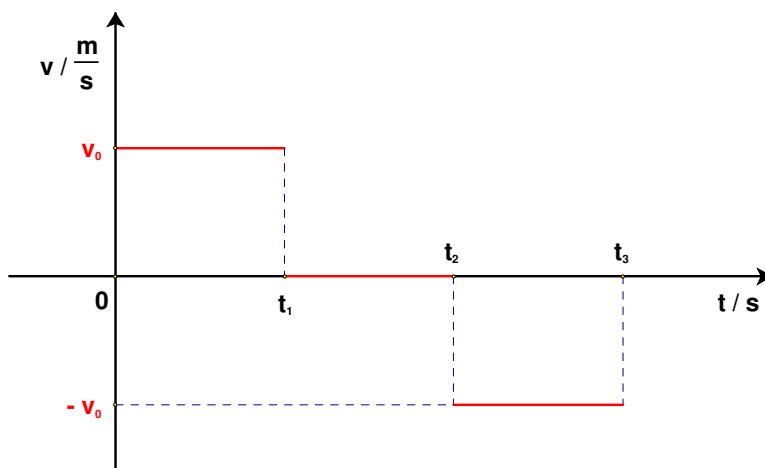 v / m/s
v₀
t₂
t₃
0
t₁
t / s
- v₀